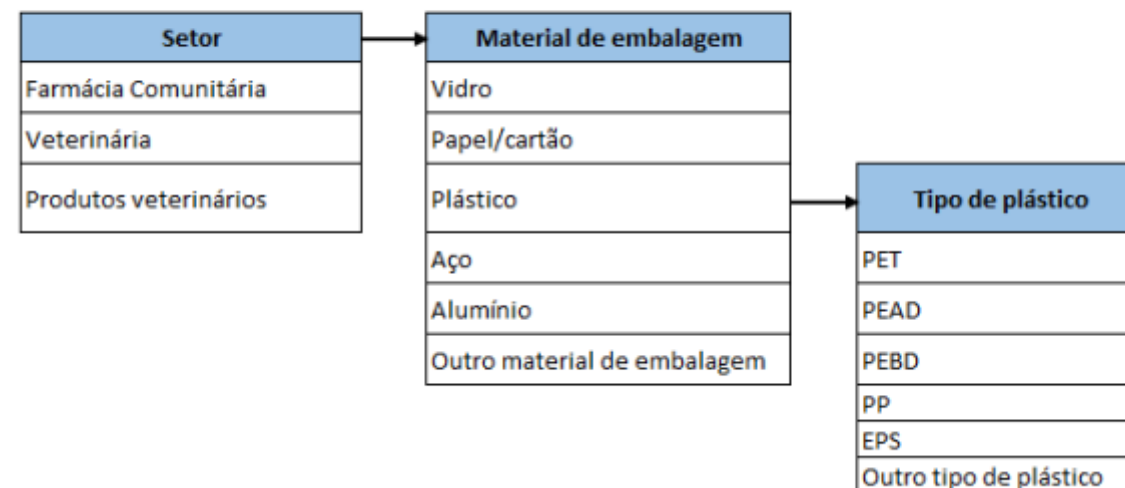 Setor
Farmácia Comunitária
Veterinária
Produtos veterinários
Material de embalagem
Vidro
Papel/cartão
Plástico
Aço
Alumínio
Outro material de embalagem
Tipo de plástico
PET
PEAD
PEBD
PP
EPS
Outro tipo de plástico